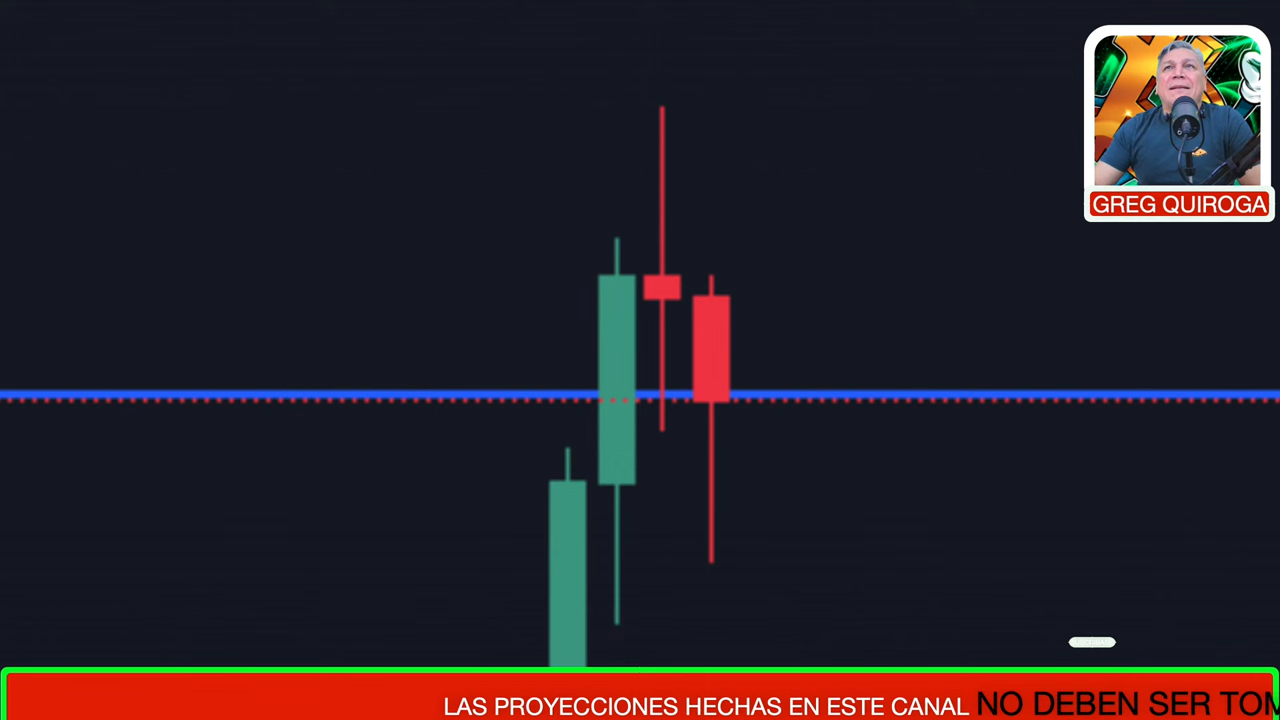 GREG QUIROGA
LAS PROYECCIONES HECHAS EN ESTE CANAL NO DEBEN SER